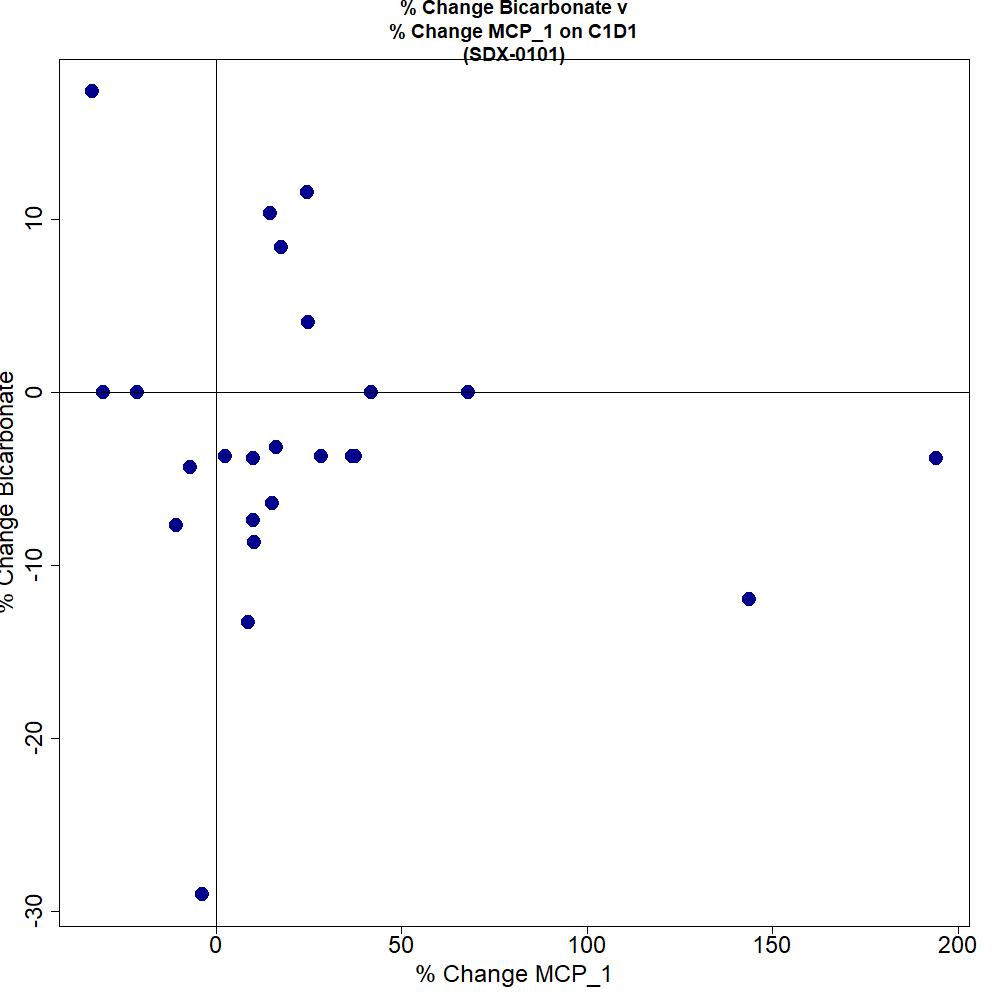 % Change Bicarbonate v
% Change MCP_1 on C1D1
(SDX-0101)
% Change Bicarbonate
10
0
-10
-20
-30
0
50
100
150
200
% Change MCP_1